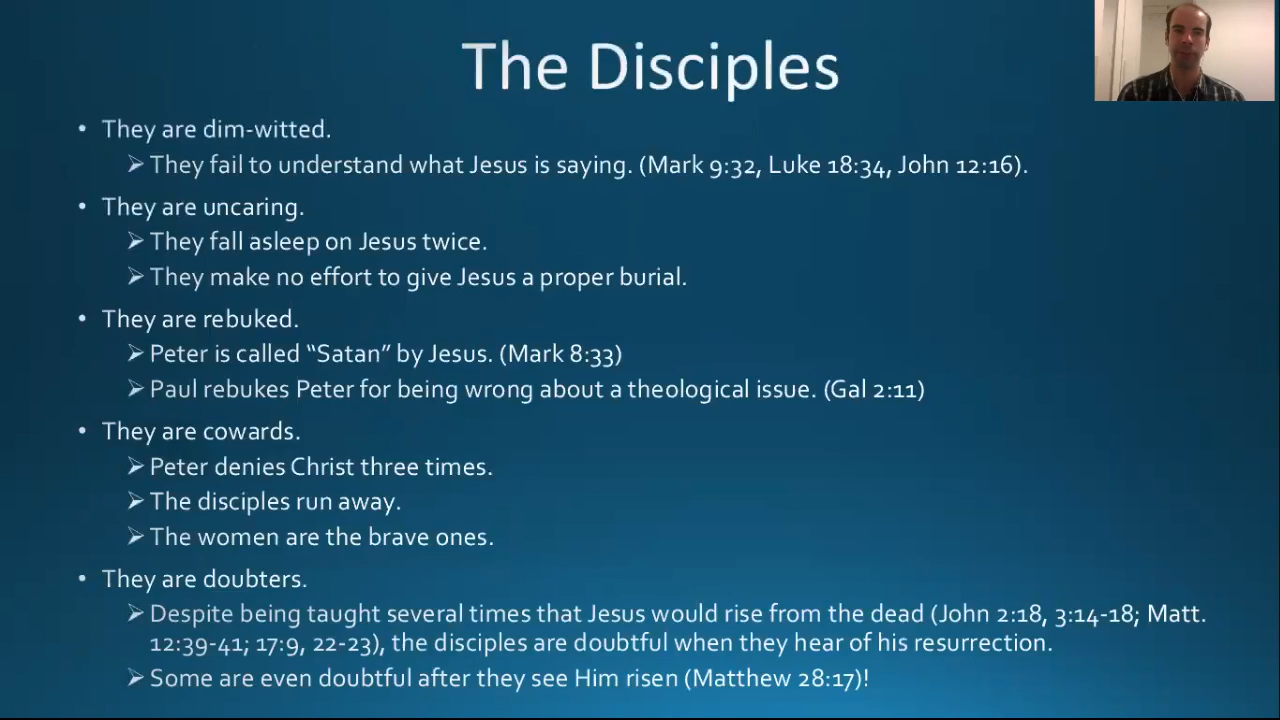 The Disciples
• They are dim-witted.
➢ They fail to understand what Jesus is saying. (Mark 9:32, Luke 18:34, John 12:16).
• They are uncaring.
➢ They fall asleep on Jesus twice.
➢ They make no effort to give Jesus a proper burial.
• They are rebuked.
➢ Peter is called “Satan” by Jesus. (Mark 8:33)
➢ Paul rebukes Peter for being wrong about a theological issue. (Gal 2:11)
• They are cowards.
➢ Peter denies Christ three times.
➢ The disciples run away.
➢ The women are the brave ones.
• They are doubters.
➢ Despite being taught several times that Jesus would rise from the dead (John 2:18, 3:14-18; Matt.
12:39-41; 17:9, 22-23), the disciples are doubtful when they hear of his resurrection.
➢ Some are even doubtful after they see Him risen (Matthew 28:17)!